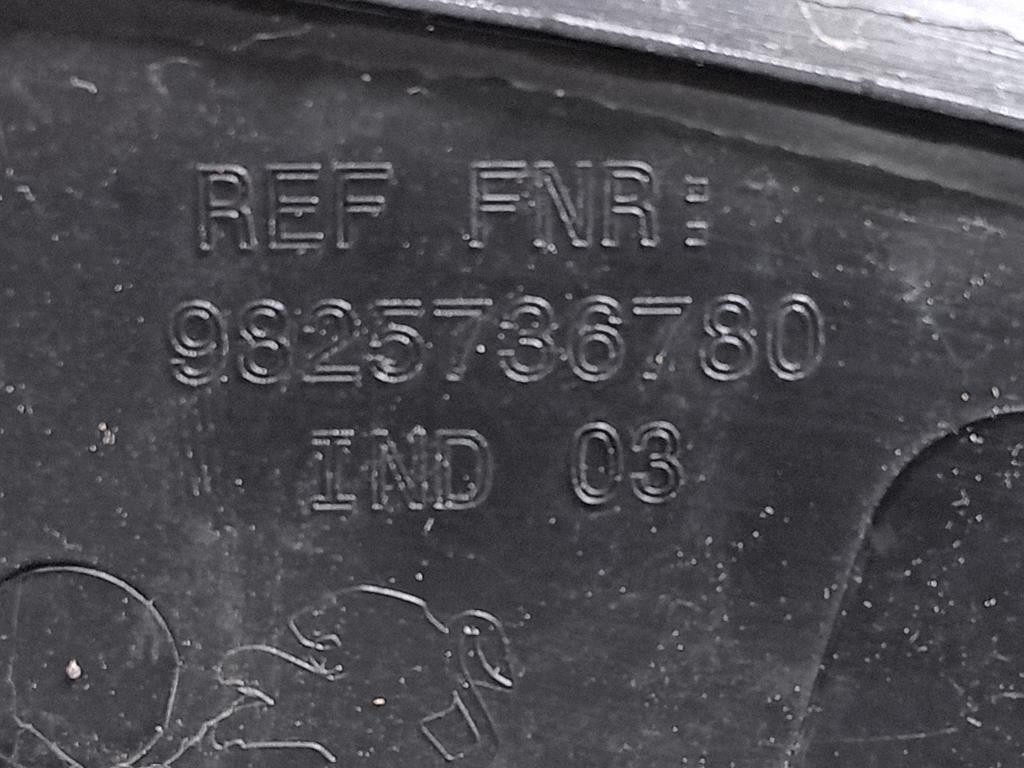 REF FNR:
9825736780
IND 03